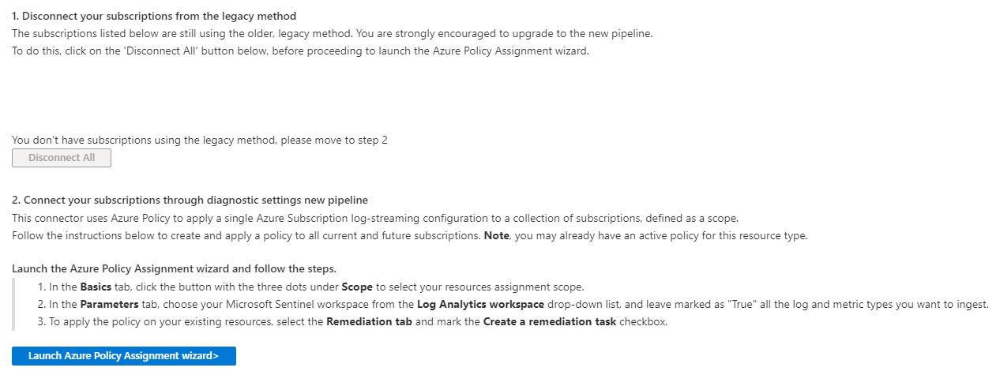 1. Disconnect your subscriptions from the legacy method
The subscriptions listed below are still using the older, legacy method. You are strongly encouraged to upgrade to the new pipeline.
To do this, click on the 'Disconnect All' button below, before proceeding to launch the Azure Policy Assignment wizard.
You don't have subscriptions using the legacy method, please move to step 2
Disconnect All
2. Connect your subscriptions through diagnostic settings new pipeline
This connector uses Azure Policy to apply a single Azure Subscription log-streaming configuration to a collection of subscriptions, defined as a scope.
Follow the instructions below to create and apply a policy to all current and future subscriptions. Note, you may already have an active policy for this resource type.
Launch the Azure Policy Assignment wizard and follow the steps.
1. In the Basics tab, click the button with the three dots under Scope to select your resources assignment scope.
2. In the Parameters tab, choose your Microsoft Sentinel workspace from the Log Analytics workspace drop-down list, and leave marked as "True" all the log and metric types you want to ingest.
3. To apply the policy on your existing resources, select the Remediation tab and mark the Create a remediation task checkbox.
Launch Azure Policy Assignment wizard>